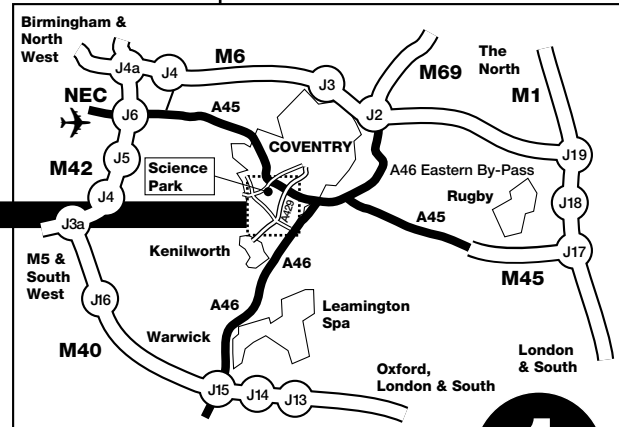 Birmingham &
North
West
M6
J4a
J4
NEC
J6
A45
J3
M69
The
North
M1
J2
COVENTRY
J5
M42
Science
Park
A46 Eastern By-Pass
J19
Rugby
J4
A429
J18
A45
J3a
Kenilworth
A46
M5 &
South
West
J17
M45
J16
A46
Leamington
Spa
Warwick
M40
Oxford,
London & South
London
& South
J15
J14
J13